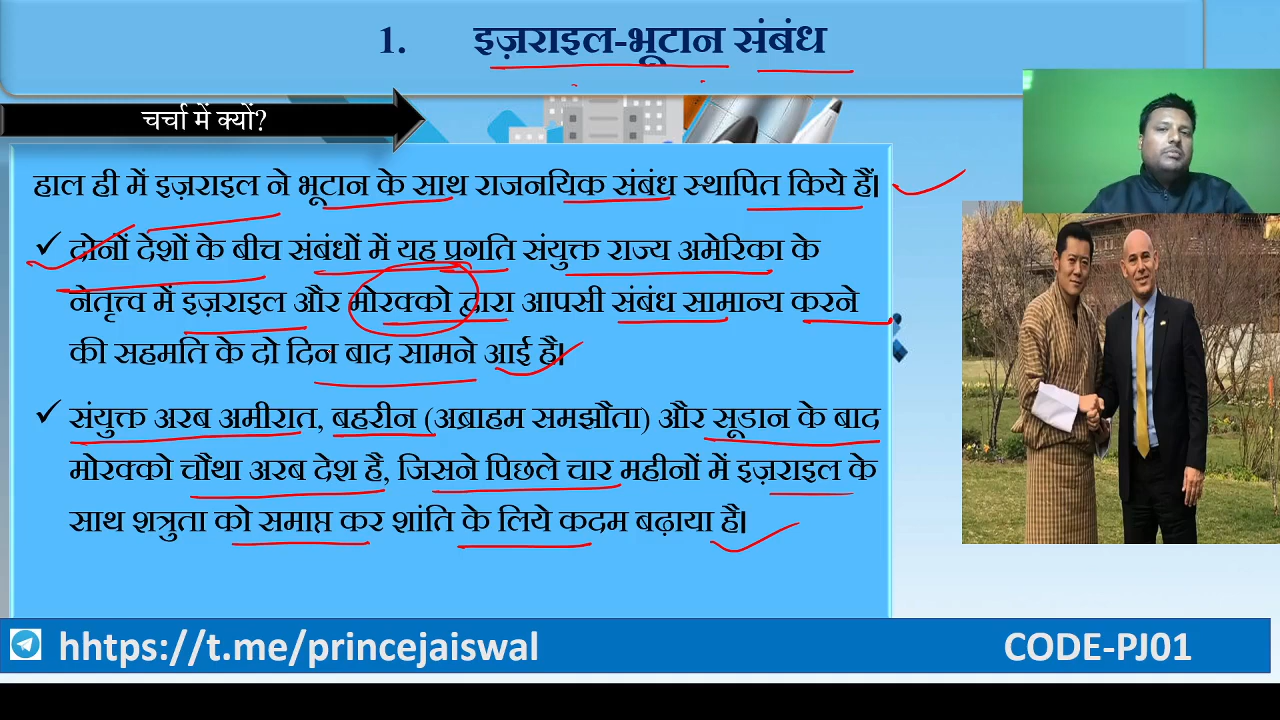 1. इज़राइल-भूटान संबंध
चर्चा में क्यों?
हाल ही में इज़राइल ने भूटान के साथ राजनयिक संबंध स्थापित किये हैं।
✓ दोनों देशों के बीच संबंधों में यह प्रगति संयुक्त राज्य अमेरिका के
नेतृत्त्व में इज़राइल और मोरक्को द्वारा आपसी संबंध सामान्य करने
की सहमति के दो दिन बाद सामने आई है।
✓ संयुक्त अरब अमीरात, बहरीन (अब्राहम समझौता) और सूडान के बाद
मोरक्को चौथा अरब देश है, जिसने पिछले चार महीनों में इज़राइल के
साथ शत्रुता को समाप्त कर शांति के लिये कदम बढ़ाया है।
hhtps://t.me/princejaiswal
CODE-PJ01